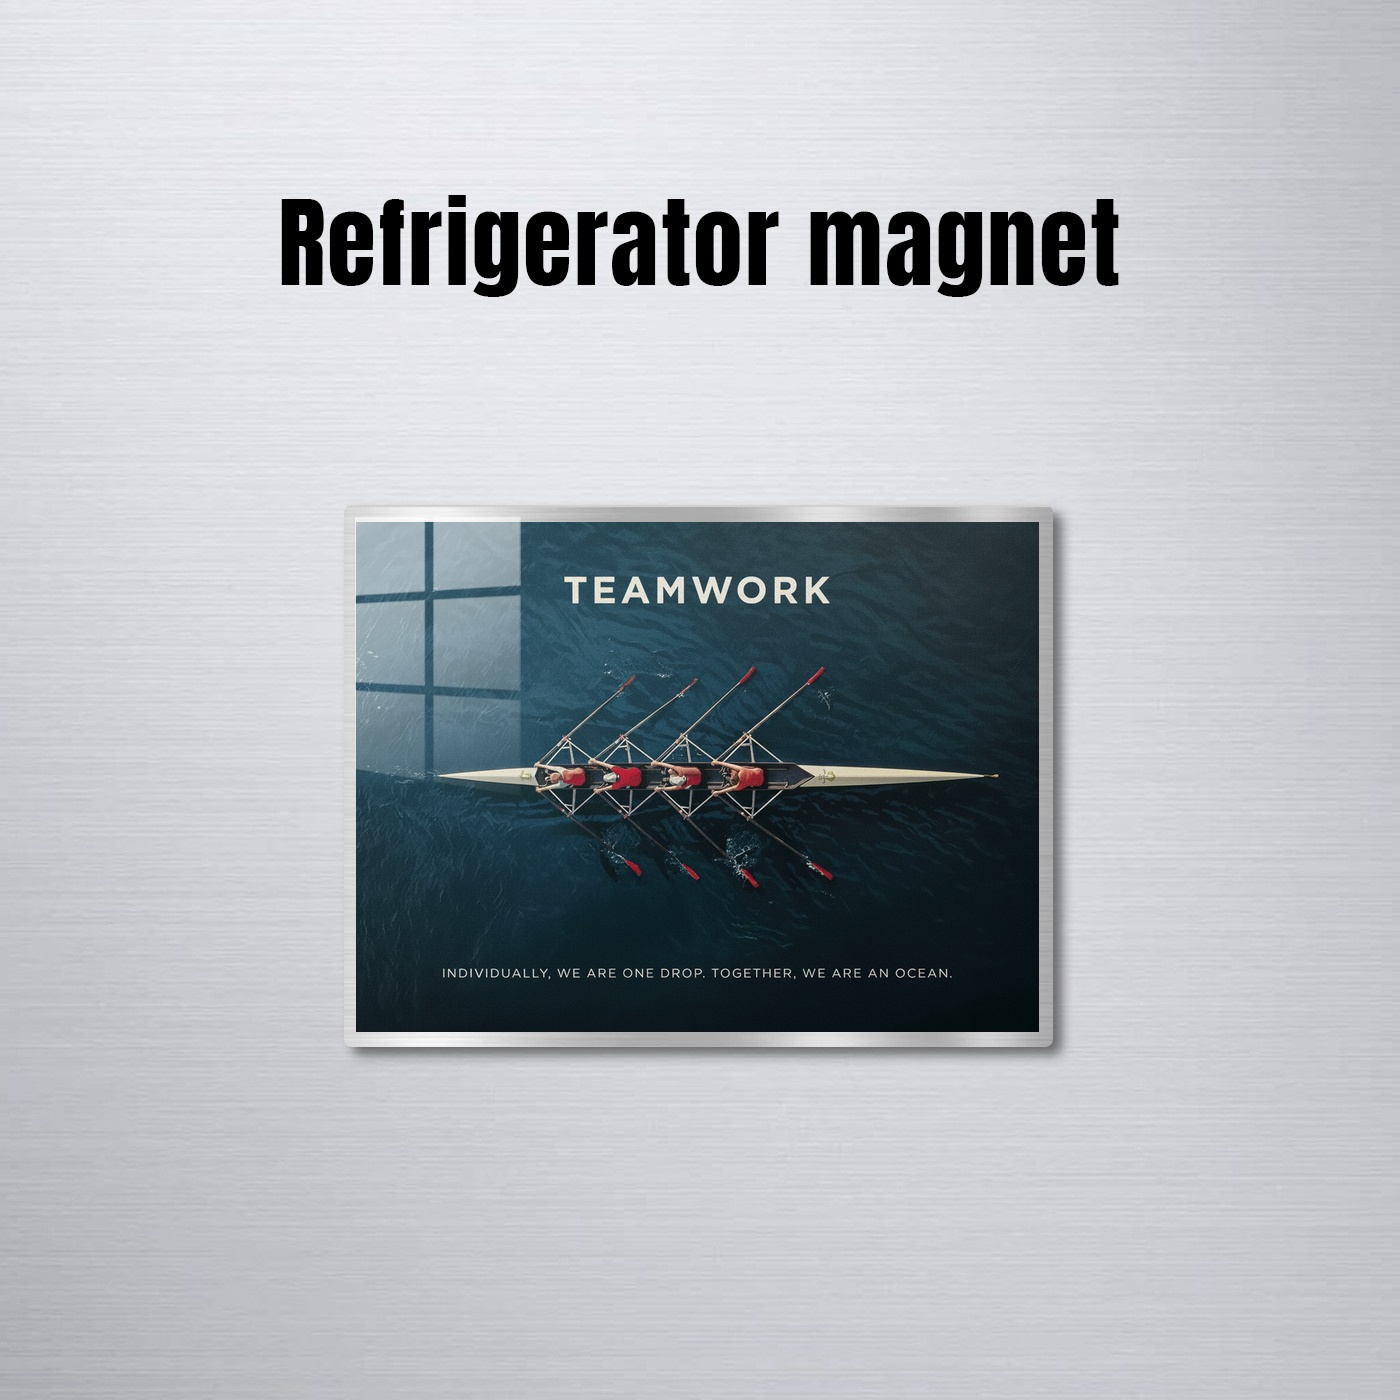 Refrigerator magnet
TEAMWORK
INDIVIDUALLY, WE ARE ONE DROP. TOGETHER, WE ARE AN OCEAN.